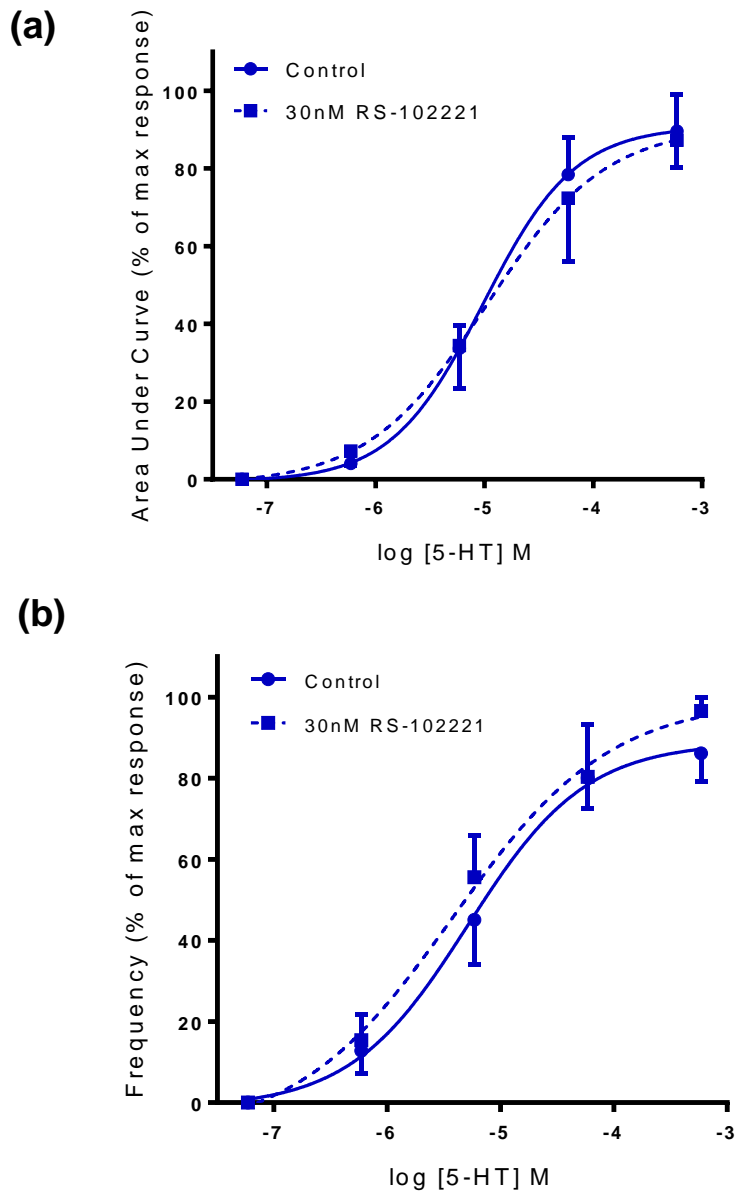 (a)
Area Under Curve (% of max response)
Control
30nM RS-102221
100
80
60
40
20
0
-7 -6 -5 -4 -3
log [5-HT] M
(b)
Frequency (% of max response)
Control
30nM RS-102221
100
80
60
40
20
0
-7 -6 -5 -4 -3
log [5-HT] M